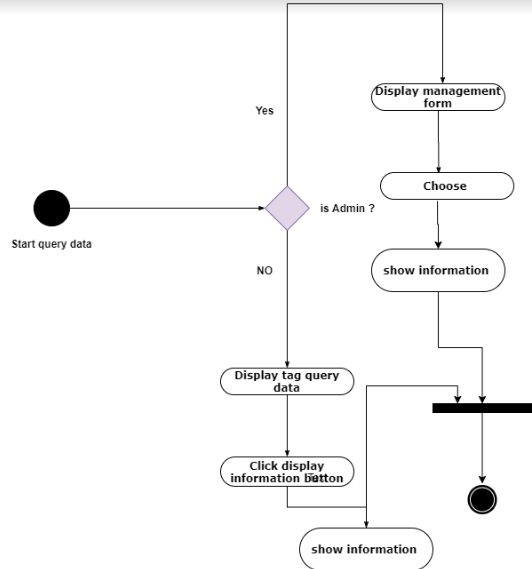 Display management
form
Yes
Choose
is Admin ?
Start query data
show information
NO
Display tag query
data
Click display
information button
show information